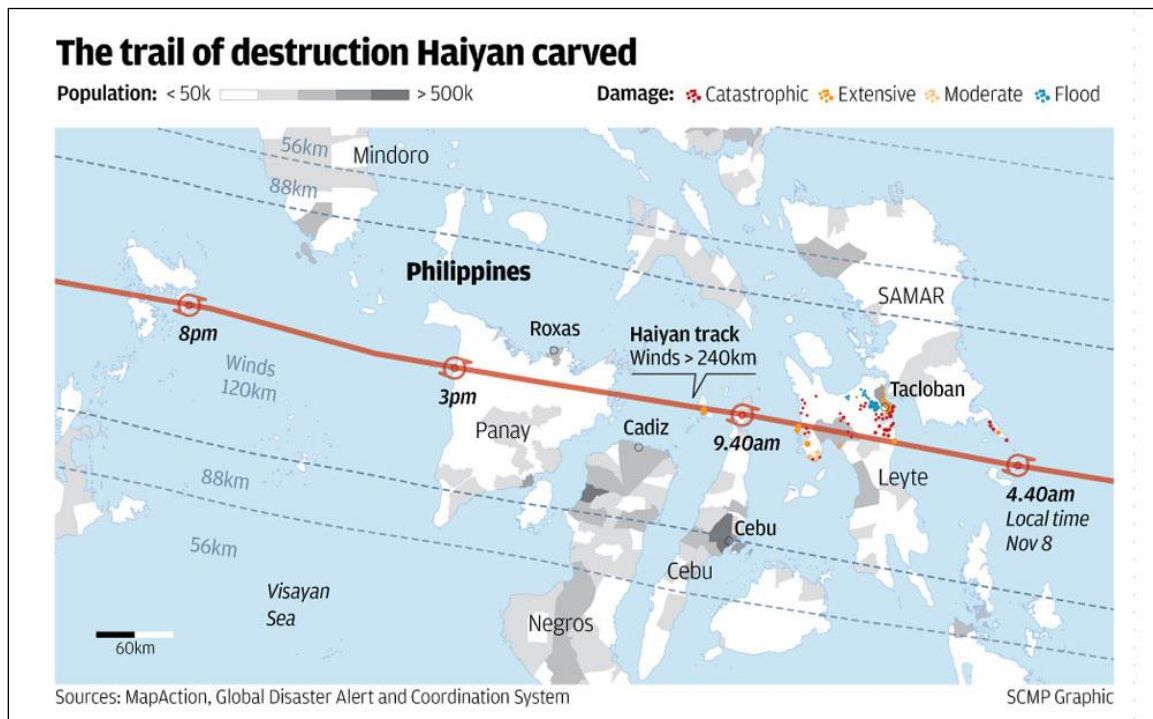 The trail of destruction Haiyan carved
Population: < 50k > 500k
Damage: Catastrophic Extensive Moderate Flood
56km
Mindoro
88km
Philippines
SAMAR
Roxas
Haiyan track
Winds > 240km
8pm
Winds
120km
3pm
Tacloban
Panay
Cadiz
9.40am
Leyte
4.40am
Local time
Nov 8
88km
Cebu
56km
Cebu
Visayan
Sea
Negros
60km
Sources: MapAction, Global Disaster Alert and Coordination System
SCMP Graphic